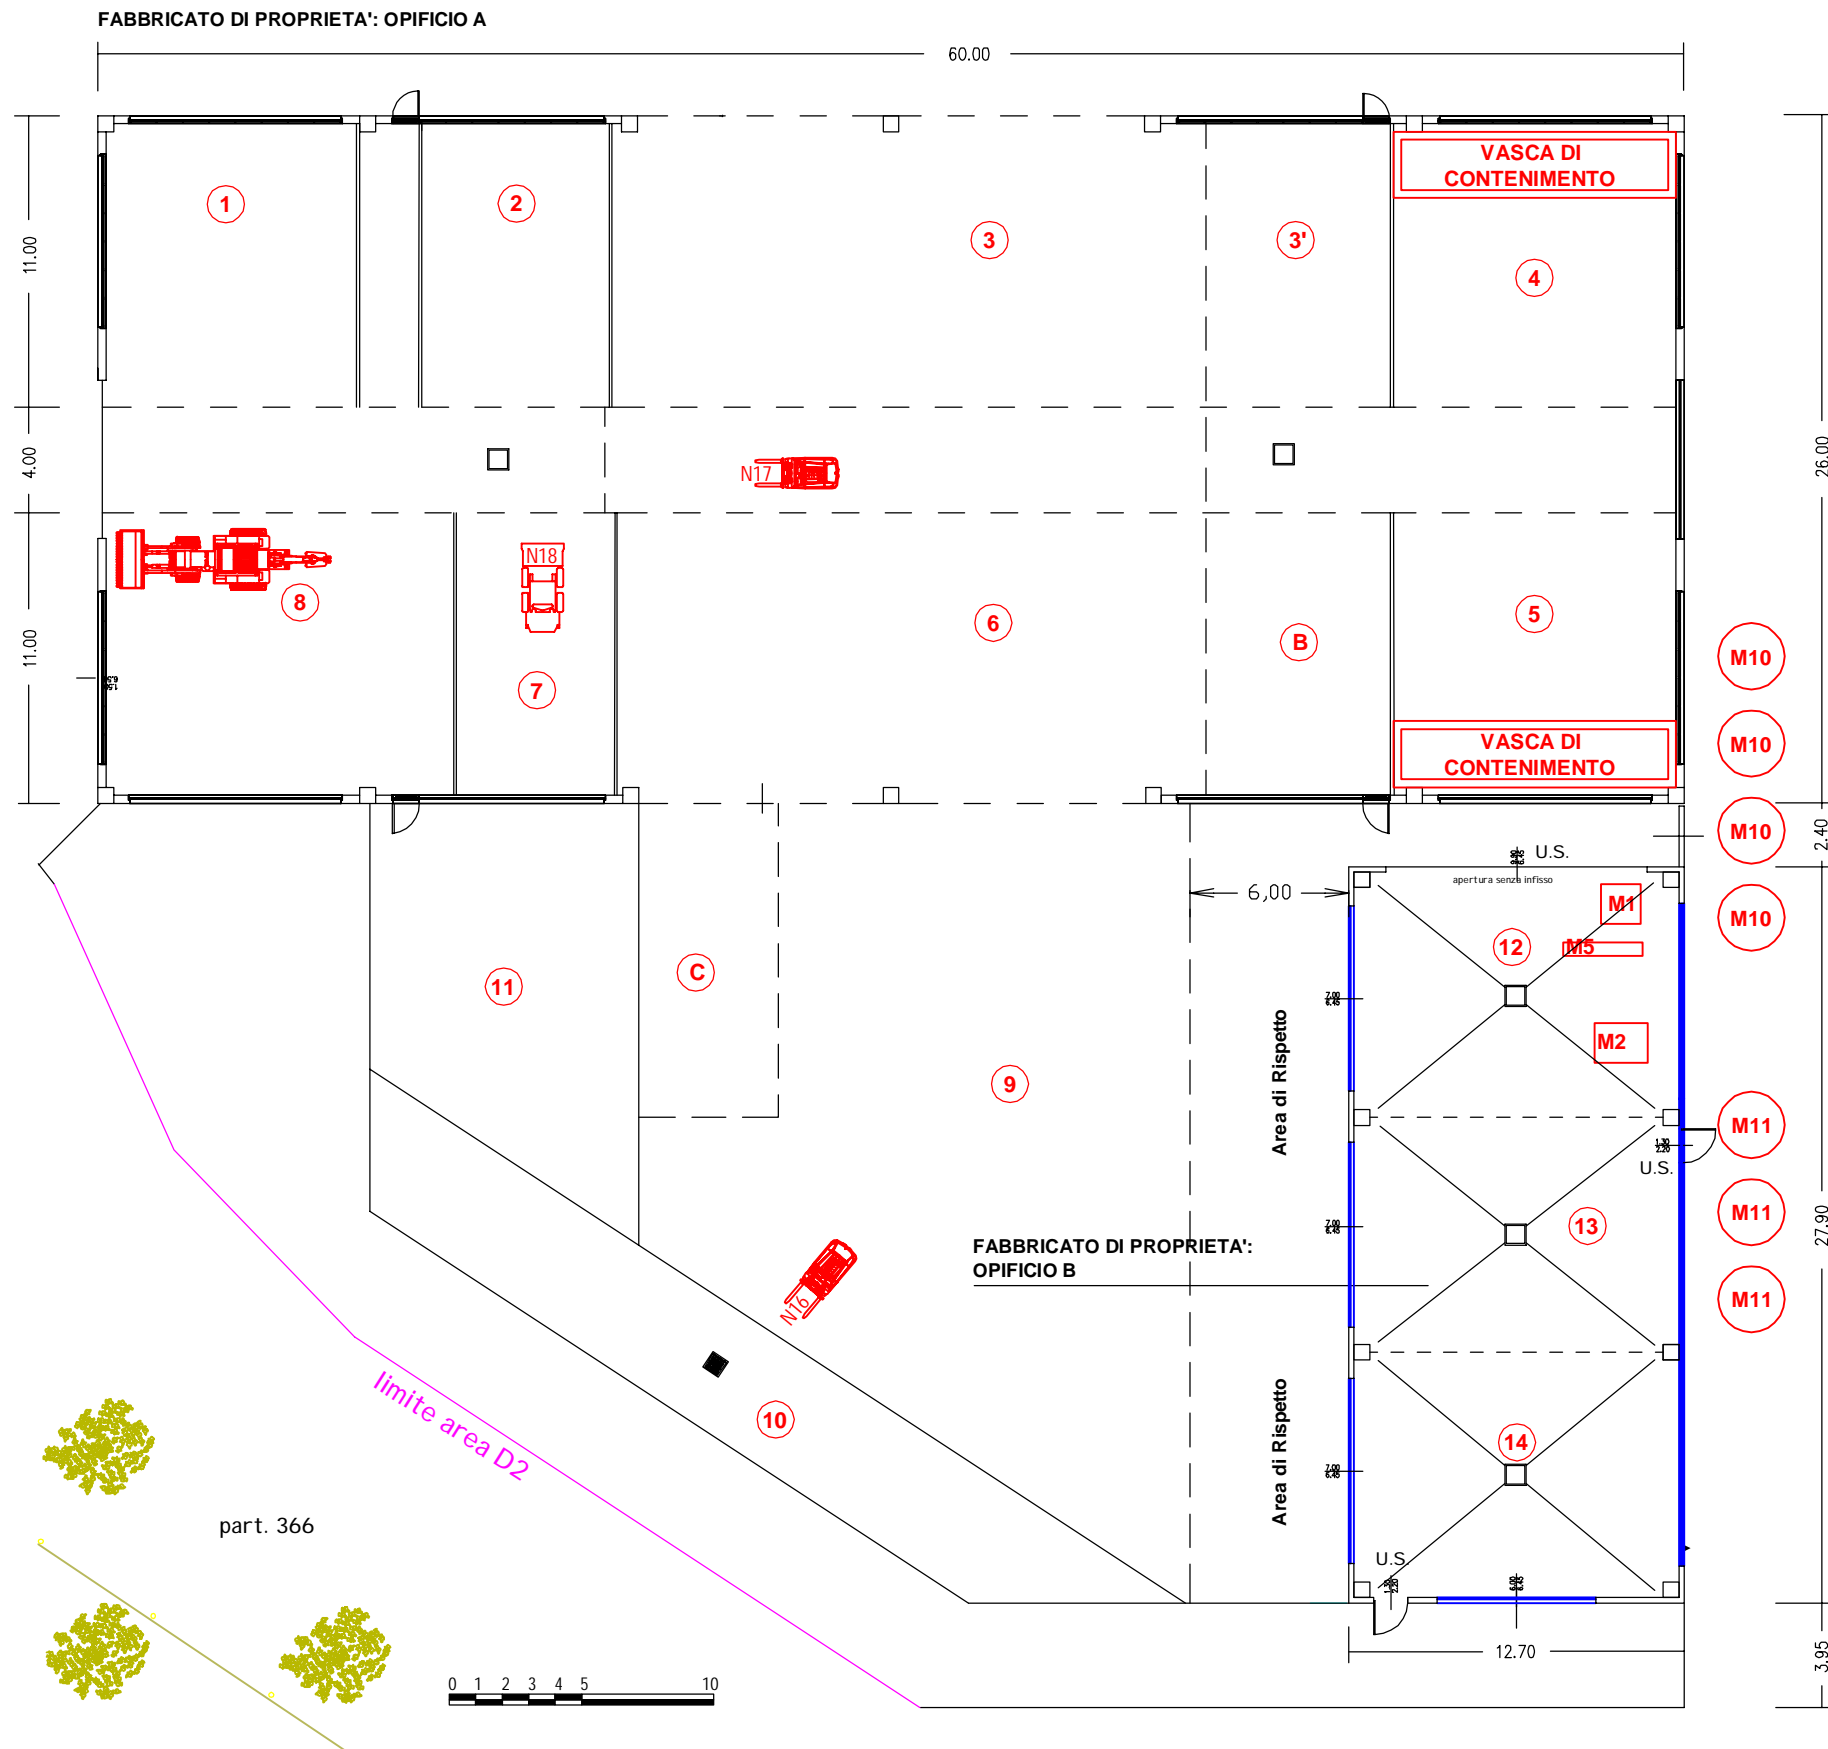 FABBRICATO DI PROPRIETA': OPIFICIO A
60.00
VASCA DI
CONTENIMENTO
1
2
3
3'
4
11.00
4.00
26.00
N17
N18
8
7
6
B
5
11.00
M10
M10
VASCA DI
CONTENIMENTO
M10
2.40
U.S.
apertura senza infisso
6,00
M1
M10
12
M5
11
C
M2
9
Area di Rispetto
M11
U.S.
M11
13
27.90
FABBRICATO DI PROPRIETA':
OPIFICIO B
N16
M11
limite area D2
10
Area di Rispetto
14
part. 366
U.S.
12.70
3.95
0 1 2 3 4 5 10